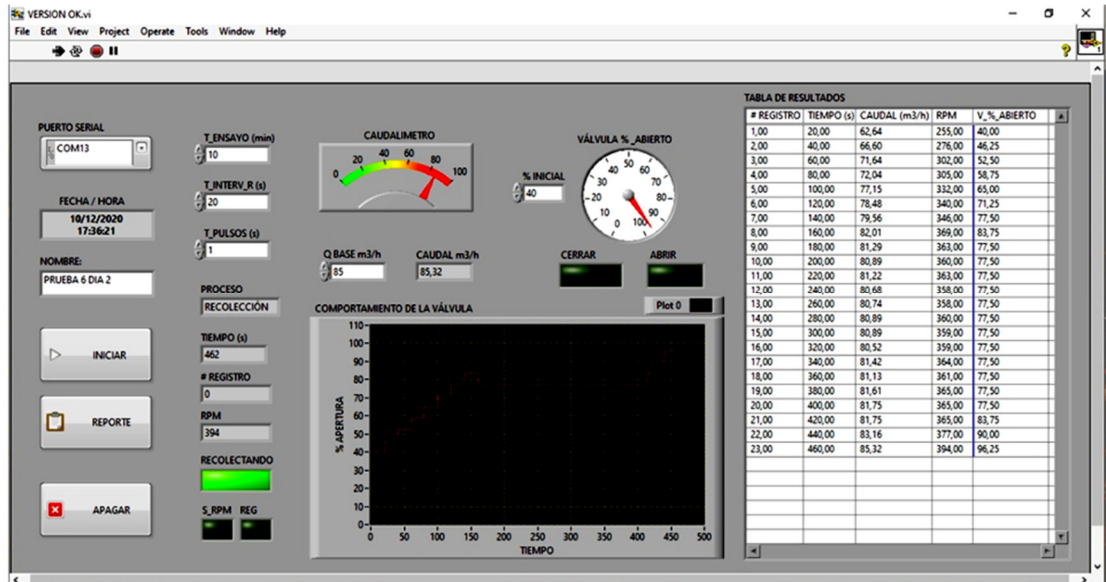 VERSION OK.vi
File Edit View Project Operate Tools Window Help
PUERTO SERIAL
COM13
FECHA / HORA
10/12/2020
17:36:21
NOMBRE:
PRUEBA 6 DIA 2
INICIAR
REPORTE
APAGAR
T_ENSAYO (min)
10
T_INTERV_R (s)
20
T_PULSOS (s)
1
PROCESO
RECOLECCIÓN
TIEMPO (s)
462
# REGISTRO
0
RPM
394
RECOLECTANDO
S_RPM REG
CAUDALIMETRO
0 20 40 60 80 100
% INICIAL
40
VÁLVULA %_ABIERTO
0 10 20 30 40 50 60 70 80 90 100
Q BASE m3/h
85
CAUDAL m3/h
85,32
CERRAR ABRIR
COMPORTAMIENTO DE LA VÁLVULA
Plot 0
% APERTURA
110
100
90
80
70
60
50
40
30
20
10
0
0 50 100 150 200 250 300 350 400 450 500
TIEMPO
TABLA DE RESULTADOS
# REGISTRO TIEMPO (s) CAUDAL (m3/h) RPM V_%_ABIERTO
1,00 20,00 62,64 255,00 40,00
2,00 40,00 66,60 276,00 46,25
3,00 60,00 71,64 302,00 52,50
4,00 80,00 72,04 305,00 58,75
5,00 100,00 77,15 332,00 65,00
6,00 120,00 78,48 340,00 71,25
7,00 140,00 79,56 346,00 77,50
8,00 160,00 82,01 369,00 83,75
9,00 180,00 81,29 363,00 77,50
10,00 200,00 80,89 360,00 77,50
11,00 220,00 81,22 363,00 77,50
12,00 240,00 80,68 358,00 77,50
13,00 260,00 80,74 358,00 77,50
14,00 280,00 80,89 360,00 77,50
15,00 300,00 80,89 359,00 77,50
16,00 320,00 80,52 359,00 77,50
17,00 340,00 81,42 364,00 77,50
18,00 360,00 81,13 361,00 77,50
19,00 380,00 81,61 365,00 77,50
20,00 400,00 81,75 365,00 77,50
21,00 420,00 81,75 365,00 83,75
22,00 440,00 83,16 377,00 90,00
23,00 460,00 85,32 394,00 96,25